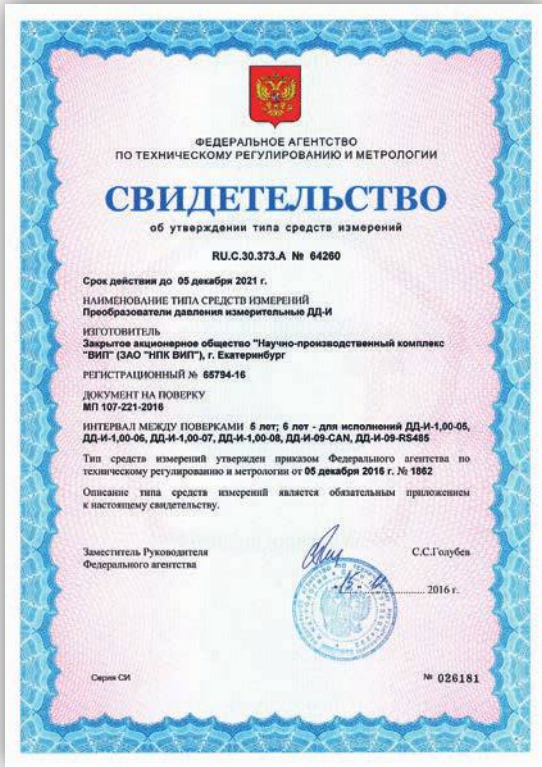 ФЕДЕРАЛЬНОЕ АГЕНТСТВО
ПО ТЕХНИЧЕСКОМУ РЕГУЛИРОВАНИЮ И МЕТРОЛОГИИ
СВИДЕТЕЛЬСТВО
об утверждении типа средств измерений
RU.C.30.373.A № 64260
Срок действия до 05 декабря 2021 г.
НАИМЕНОВАНИЕ ТИПА СРЕДСТВ ИЗМЕРЕНИЙ
Преобразователи давления измерительные ДД-И
ИЗГОТОВИТЕЛЬ
Закрытое акционерное общество "Научно-производственный комплекс
"ВИП" (ЗАО "НПК ВИП"), г. Екатеринбург
РЕГИСТРАЦИОННЫЙ № 65794-16
ДОКУМЕНТ НА ПОВЕРКУ
МП 107-221-2016
ИНТЕРВАЛ МЕЖДУ ПОВЕРКАМИ 5 лет; 6 лет - для исполнений ДД-И-1,00-05,
ДД-И-1,00-06, ДД-И-1,00-07, ДД-И-1,00-08, ДД-И-09-CAN, ДД-И-09-RS485
Тип средств измерений утвержден приказом Федерального агентства по
техническому регулированию и метрологии от 05 декабря 2016 г. № 1862
Описание типа средств измерений является обязательным приложением
к настоящему свидетельству.
Заместитель Руководителя
Федерального агентства
С.С.Голубев
2016 г.
Серия СИ
№ 026181